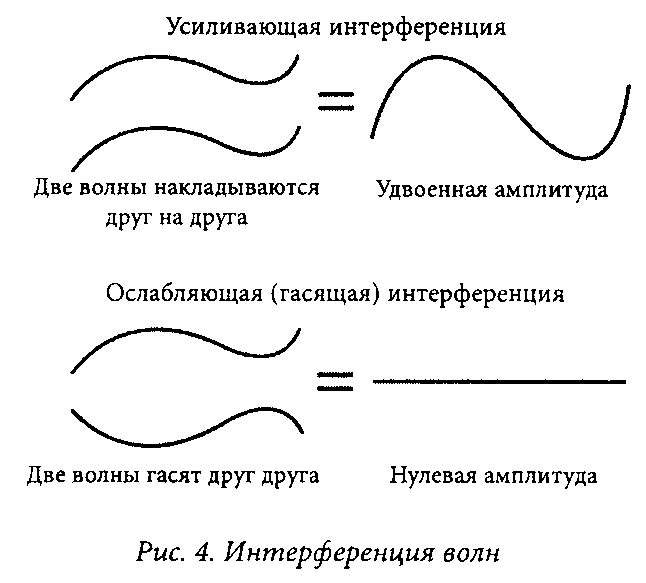 Усиливающая интерференция
Две волны накладываются
друг на друга
Удвоенная амплитуда
Ослабляющая (гасящая) интерференция
Две волны гасят друг друга
Нулевая амплитуда
Рис. 4. Интерференция волн